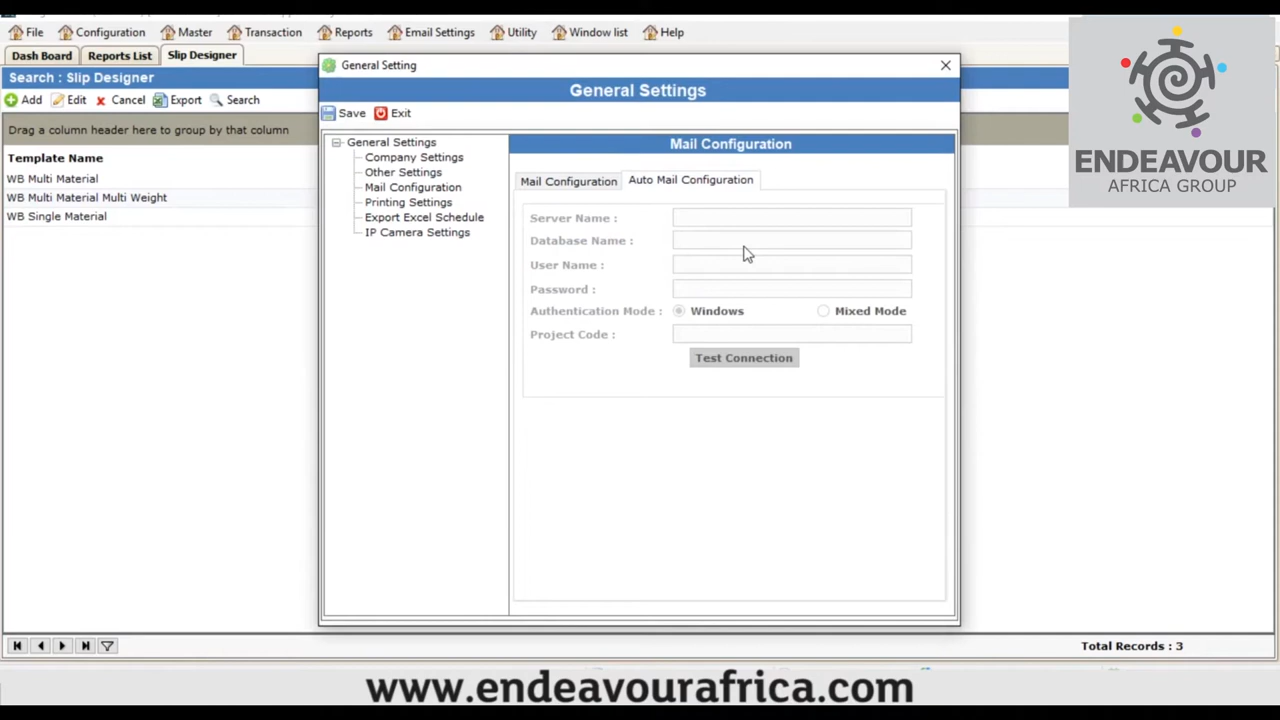 File Configuration Master Transaction Reports Email Settings Utility Window list Help
Dash Board Reports List Slip Designer
Search : Slip Designer
Add Edit Cancel Export Search
Drag a column header here to group by that column
Template Name
WB Multi Material
WB Multi Material Multi Weight
WB Single Material
General Setting
General Settings
Save Exit
General Settings
Company Settings
Other Settings
Mail Configuration
Printing Settings
Export Excel Schedule
IP Camera Settings
Mail Configuration
Mail Configuration Auto Mail Configuration
Server Name :
Database Name :
User Name :
Password :
Authentication Mode : Windows Mixed Mode
Project Code :
Test Connection
ENDEAVOUR
AFRICA GROUP
Total Records : 3
www.endeavourafrica.com